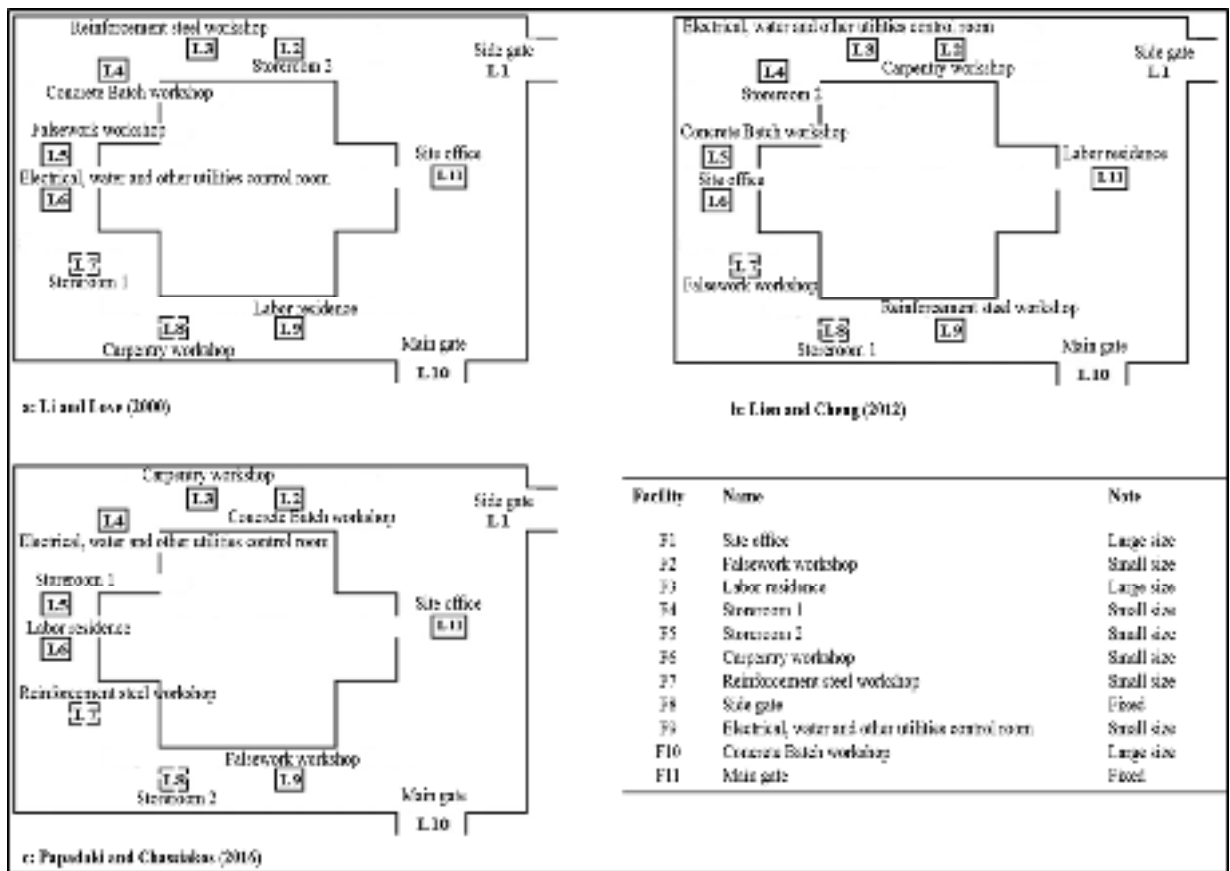 Reinforcement steel workshop
L3
L2
Storeroom 2
Side gate
L1
L4
Concrete Batch workshop
Falsework workshop
L5
Electrical, water and other utilities control room
L6
Site office
L11
L7
Storeroom 1
Labor residence
L8
L9
Carpentry workshop
Main gate
L10
a: Li and Love (2000)
Electrical, water and other utilities control room
L3
L2
Carpentry workshop
Side gate
L1
L4
Storeroom 2
Concrete Batch workshop
L5
Site office
L6
Labor residence
L11
L7
Falsework workshop
Reinforcement steel workshop
L8
L9
Storeroom 1
Main gate
L10
b: Lien and Cheng (2012)
Carpentry workshop
L3
L2
Concrete Batch workshop
Side gate
L1
L4
Electrical, water and other utilities control room
Storeroom 1
L5
Labor residence
L6
Site office
L11
Reinforcement steel workshop
L7
Falsework workshop
L8
L9
Storeroom 2
Main gate
L10
c: Papadaki and Chassiakos (2016)
Facility Name Note
F1 Site office Large size
F2 Falsework workshop Small size
F3 Labor residence Large size
F4 Storeroom 1 Small size
F5 Storeroom 2 Small size
F6 Carpentry workshop Small size
F7 Reinforcement steel workshop Small size
F8 Side gate Fixed
F9 Electrical, water and other utilities control room Small size
F10 Concrete Batch workshop Large size
F11 Main gate Fixed